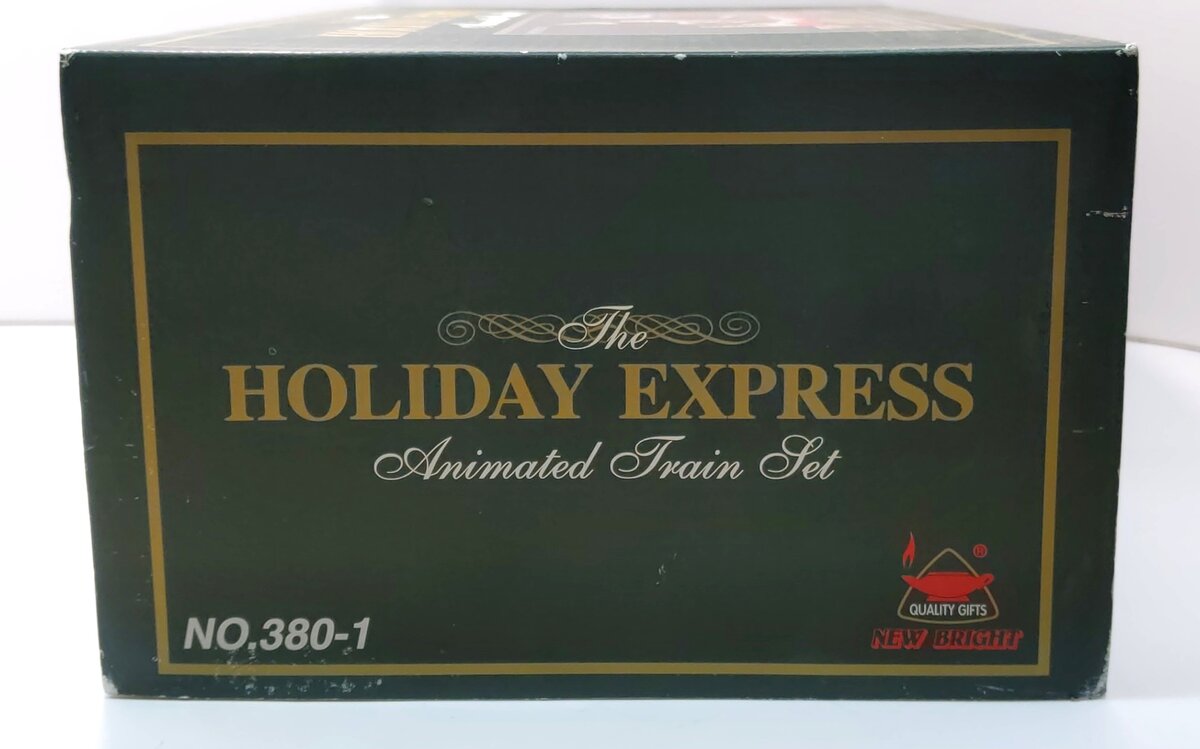 The
HOLIDAY EXPRESS
Animated Train Set
NO.380-1
®
QUALITY GIFTS
NEW BRIGHT